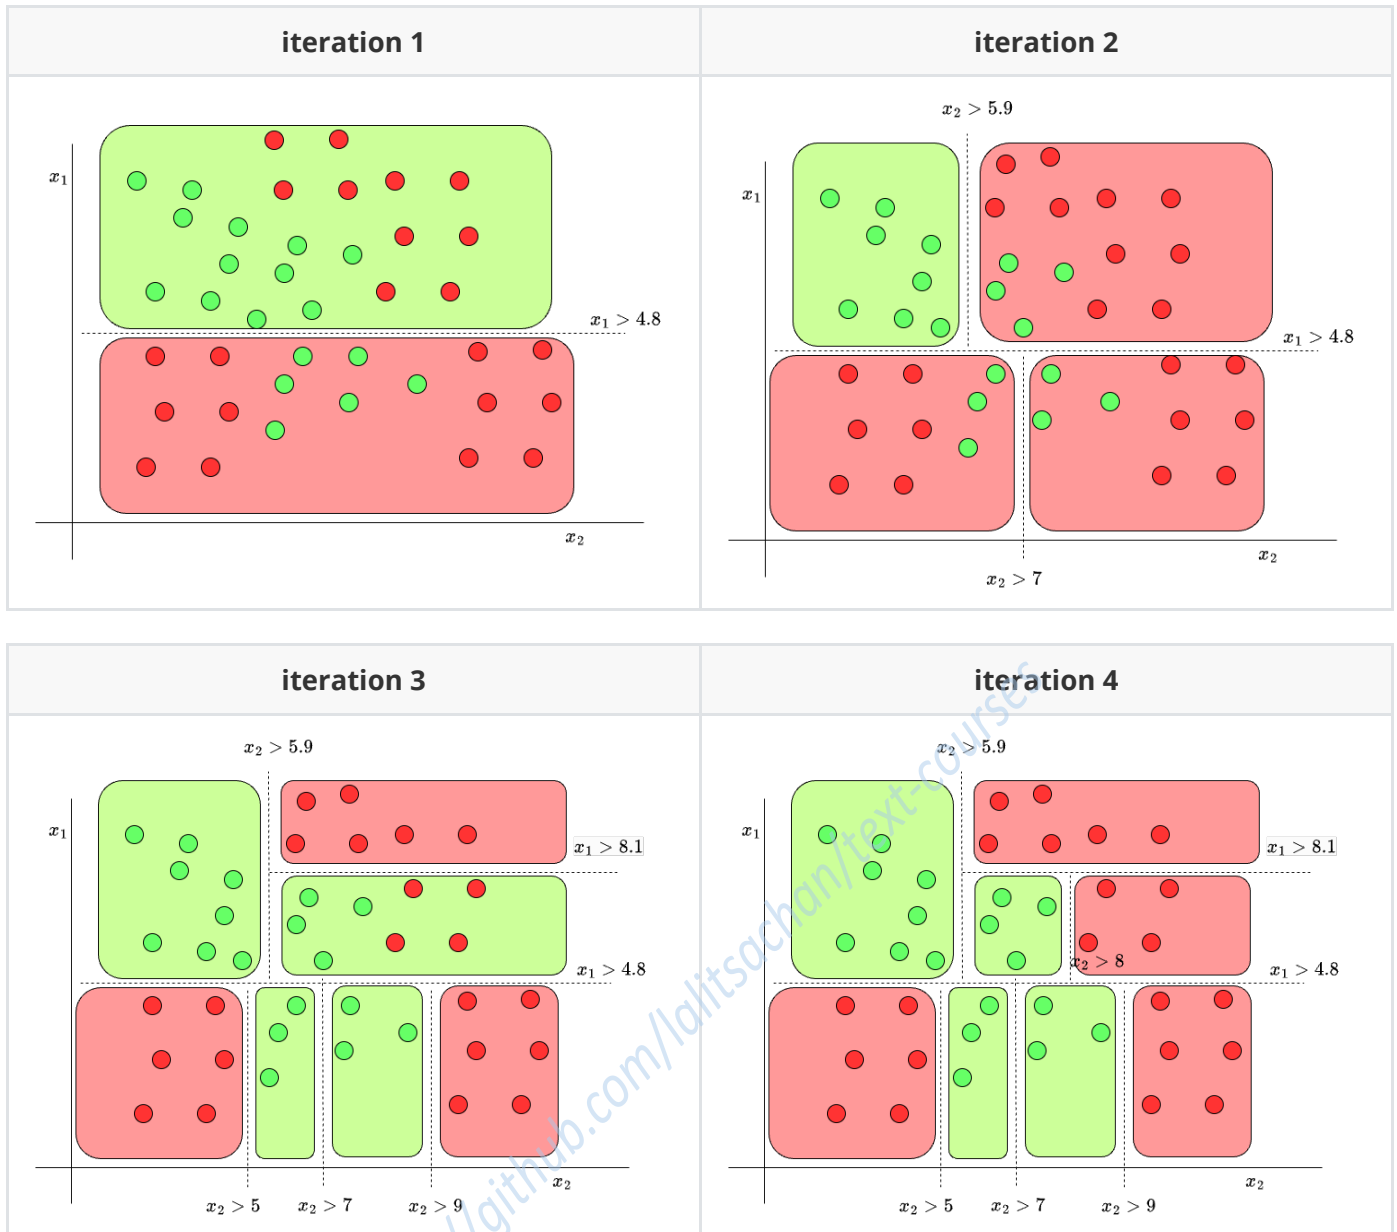 iteration 1
iteration 2
x₁
x₁ > 4.8
x₂
x₂ > 5.9
x₁
x₁ > 4.8
x₂
x₂ > 7
iteration 3
iteration 4
x₂ > 5.9
x₁
x₁ > 8.1
x₁ > 4.8
x₂
x₂ > 5
x₂ > 7
x₂ > 9
x₂ > 5.9
x₁
x₁ > 8.1
x₂ > 8
x₁ > 4.8
x₂
x₂ > 5
x₂ > 7
x₂ > 9
//github.com/lalitsachan/text-courses